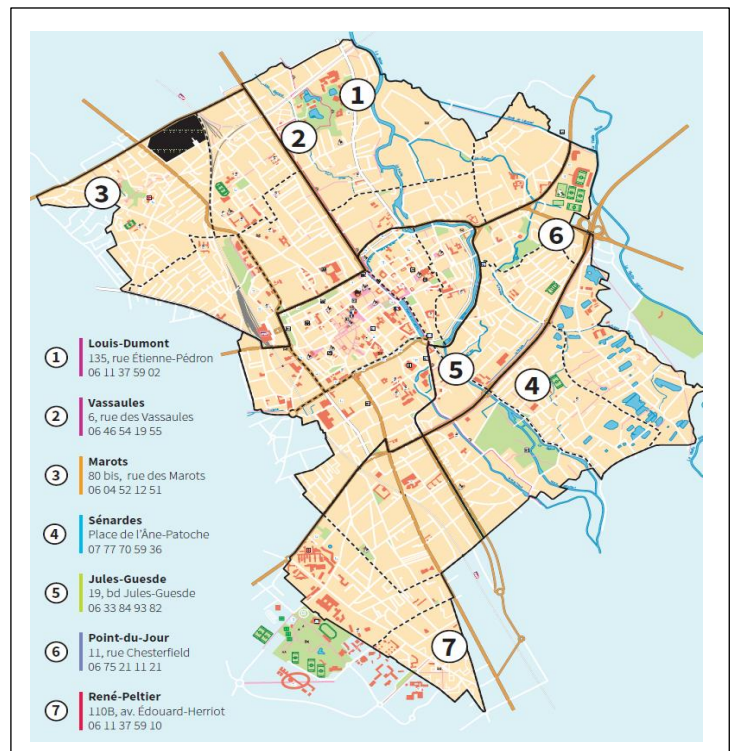 1
2
3
6
5
4
7
1 Louis-Dumont
135, rue Étienne-Pédron
06 11 37 59 02
2 Vassaules
6, rue des Vassaules
06 46 54 19 55
3 Marots
80 bis, rue des Marots
06 04 52 12 51
4 Sénardes
Place de l'Âne-Patoche
07 77 70 59 36
5 Jules-Guesde
19, bd Jules-Guesde
06 33 84 93 82
6 Point-du-Jour
11, rue Chesterfield
06 75 21 11 21
7 René-Peltier
110B, av. Édouard-Herriot
06 11 37 59 10